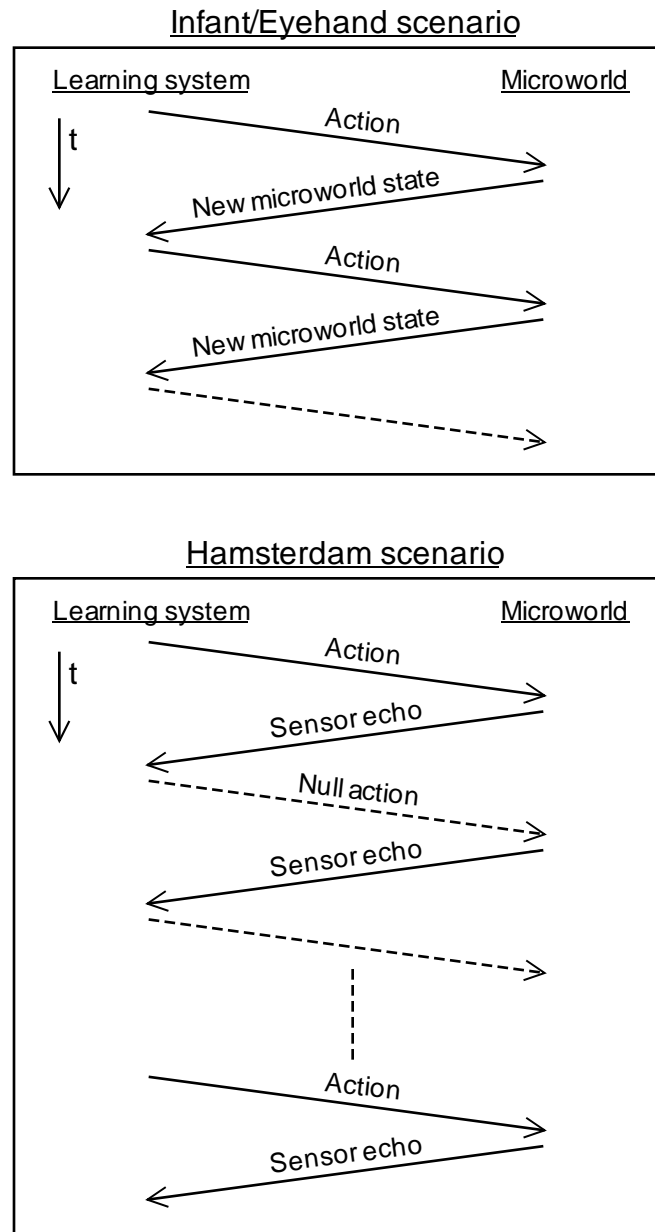 Infant/Eyehand scenario
Learning system Microworld
t
Action
New microworld state
Action
New microworld state
Hamsterdam scenario
Learning system Microworld
t
Action
Sensor echo
Null action
Sensor echo
Action
Sensor echo